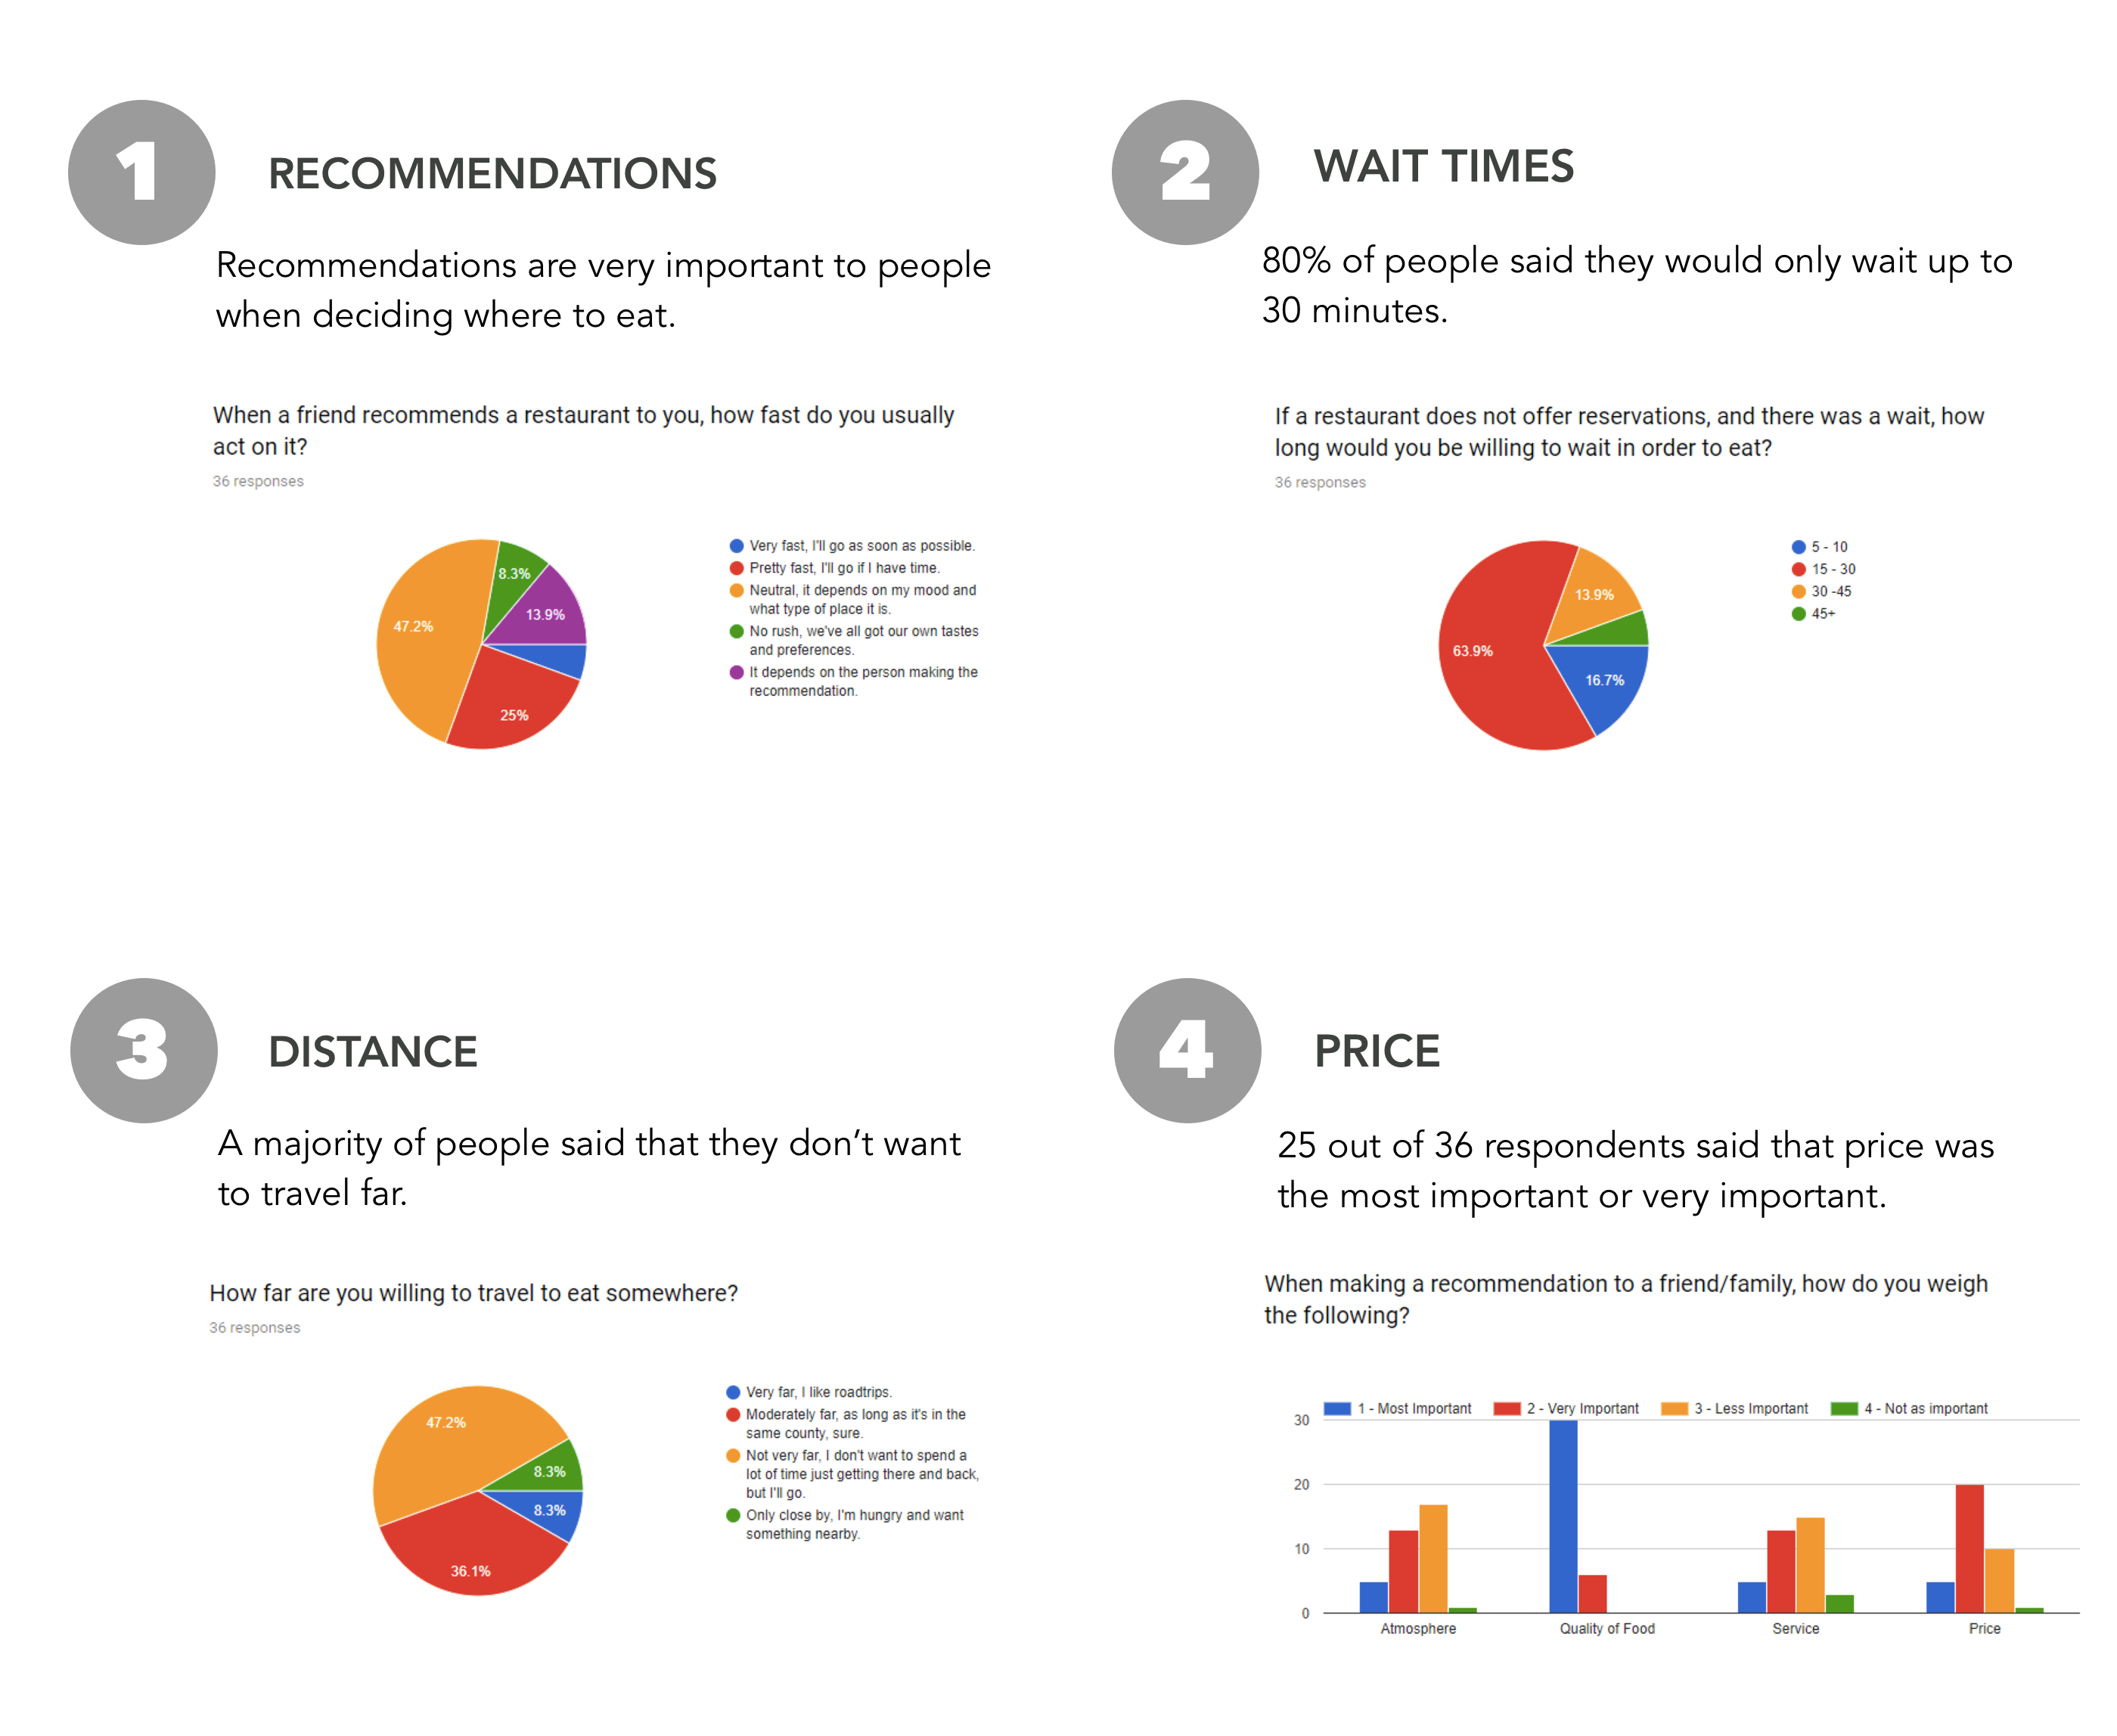 1
RECOMMENDATIONS
Recommendations are very important to people
when deciding where to eat.
When a friend recommends a restaurant to you, how fast do you usually
act on it?
36 responses
8.3%
13.9%
47.2%
25%
Very fast, I'll go as soon as possible.
Pretty fast, I'll go if I have time.
Neutral, it depends on my mood and
what type of place it is.
No rush, we've all got our own tastes
and preferences.
It depends on the person making the
recommendation.
2
WAIT TIMES
80% of people said they would only wait up to
30 minutes.
If a restaurant does not offer reservations, and there was a wait, how
long would you be willing to wait in order to eat?
36 responses
13.9%
63.9%
16.7%
5 - 10
15 - 30
30 -45
45+
3
DISTANCE
A majority of people said that they don’t want
to travel far.
How far are you willing to travel to eat somewhere?
36 responses
47.2%
8.3%
8.3%
36.1%
Very far, I like roadtrips.
Moderately far, as long as it's in the
same county, sure.
Not very far, I don't want to spend a
lot of time just getting there and back,
but I'll go.
Only close by, I'm hungry and want
something nearby.
4
PRICE
25 out of 36 respondents said that price was
the most important or very important.
When making a recommendation to a friend/family, how do you weigh
the following?
1 - Most Important 2 - Very Important 3 - Less Important 4 - Not as important
30
20
10
0
Atmosphere Quality of Food Service Price